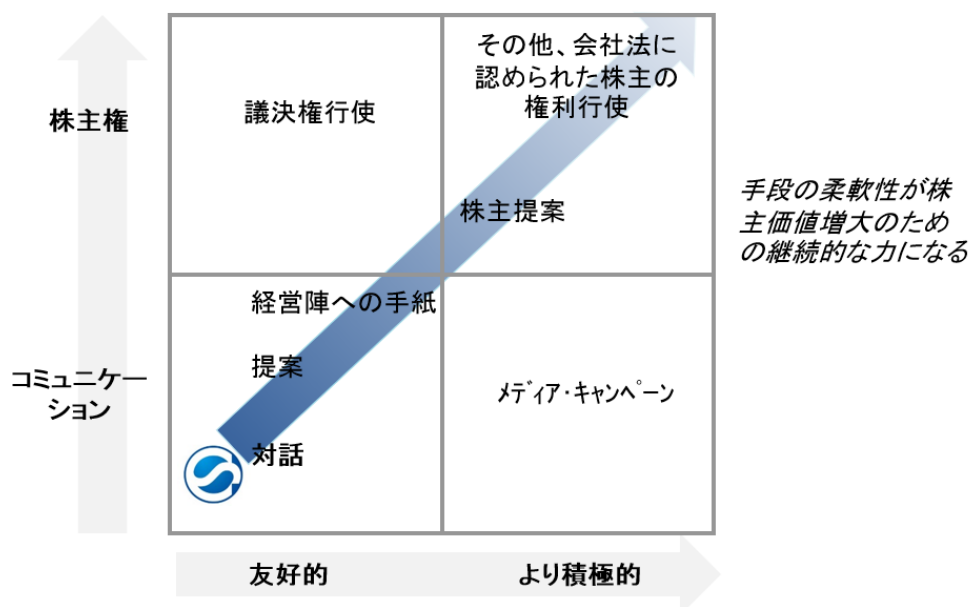 株主権
コミュニケー
ション
議決権行使
その他、会社法に
認められた株主の
権利行使
株主提案
経営陣への手紙
提案
対話
メディア・キャンペーン
友好的
より積極的
手段の柔軟性が株
主価値増大のため
の継続的な力になる